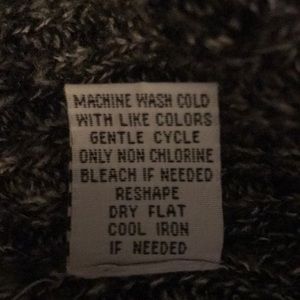 MACHINE WASH COLD
WITH LIKE COLORS
GENTLE CYCLE
ONLY NON CHLORINE
BLEACH IF NEEDED
RESHAPE
DRY FLAT
COOL IRON
IF NEEDED